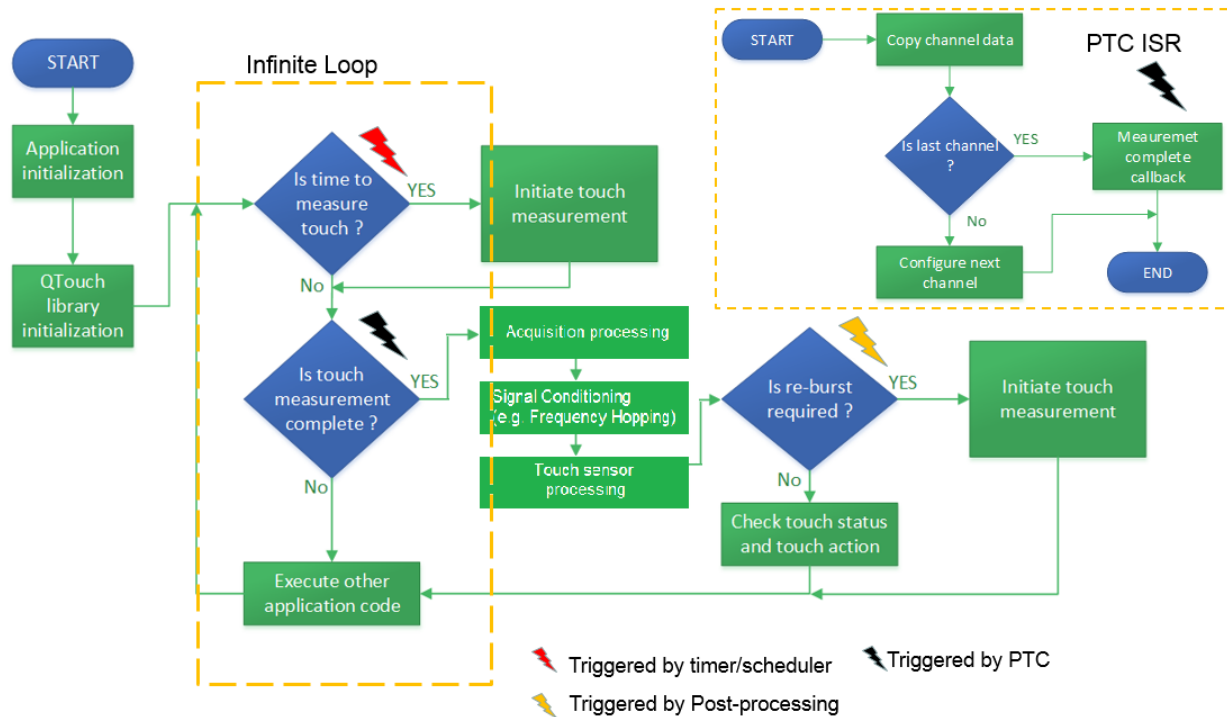 START
Application
initialization
QTouch
library
initialization
Infinite Loop
Is time to
measure
touch ?
YES
Initiate touch
measurement
No
Is touch
measurement
complete ?
YES
No
Execute other
application code
Acquisition processing
Signal Conditioning
(e.g. Frequency Hopping)
Touch sensor
processing
Is re-burst
required ?
YES
Initiate touch
measurement
No
Check touch status
and touch action
START
Copy channel data
PTC ISR
Is last channel
?
YES
Meauremet
complete
callback
No
Configure next
channel
END
Triggered by timer/scheduler
Triggered by PTC
Triggered by Post-processing